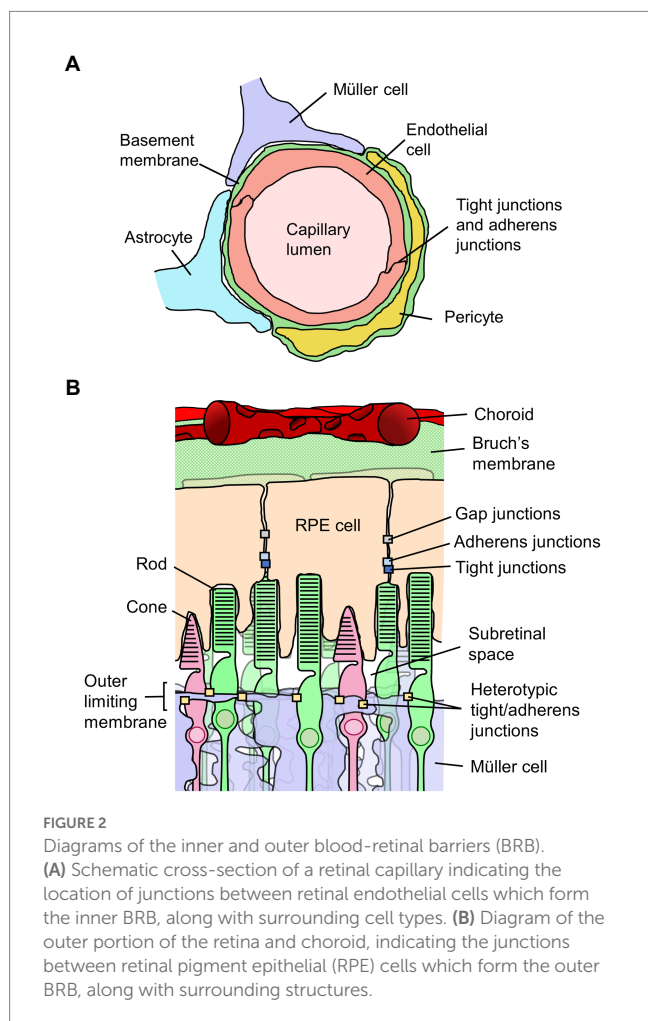 A
Müller cell
Endothelial
cell
Basement
membrane
Tight junctions
and adherens
junctions
Capillary
lumen
Astrocyte
Pericyte
B
Choroid
Bruch's
membrane
RPE cell
Gap junctions
Adherens junctions
Tight junctions
Rod
Cone
Subretinal
space
Outer
limiting
membrane
Heterotypic
tight/adherens
junctions
Müller cell
FIGURE 2
Diagrams of the inner and outer blood-retinal barriers (BRB).
(A) Schematic cross-section of a retinal capillary indicating the
location of junctions between retinal endothelial cells which form
the inner BRB, along with surrounding cell types. (B) Diagram of the
outer portion of the retina and choroid, indicating the junctions
between retinal pigment epithelial (RPE) cells which form the outer
BRB, along with surrounding structures.